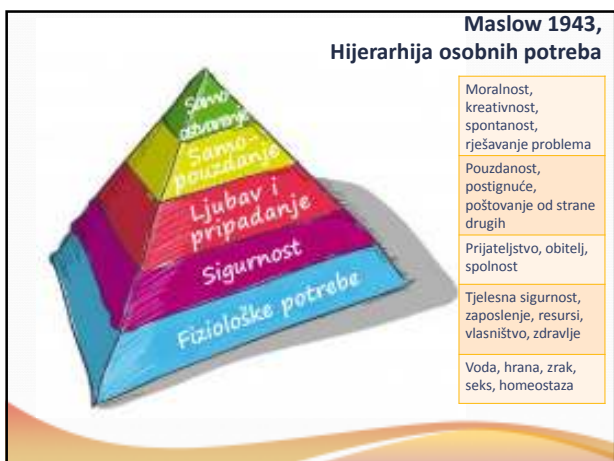 Maslow 1943,
Hijerarhija osobnih potreba
Samo
ostvarenje
Samo-
pouzdanje
Ljubav i
pripadanje
Sigurnost
Fiziološke potrebe
Moralnost,
kreativnost,
spontanost,
rješavanje problema
Pouzdanost,
postignuće,
poštovanje od strane
drugih
Prijateljstvo, obitelj,
spolnost
Tjelesna sigurnost,
zaposlenje, resursi,
vlasništvo, zdravlje
Voda, hrana, zrak,
seks, homeostaza